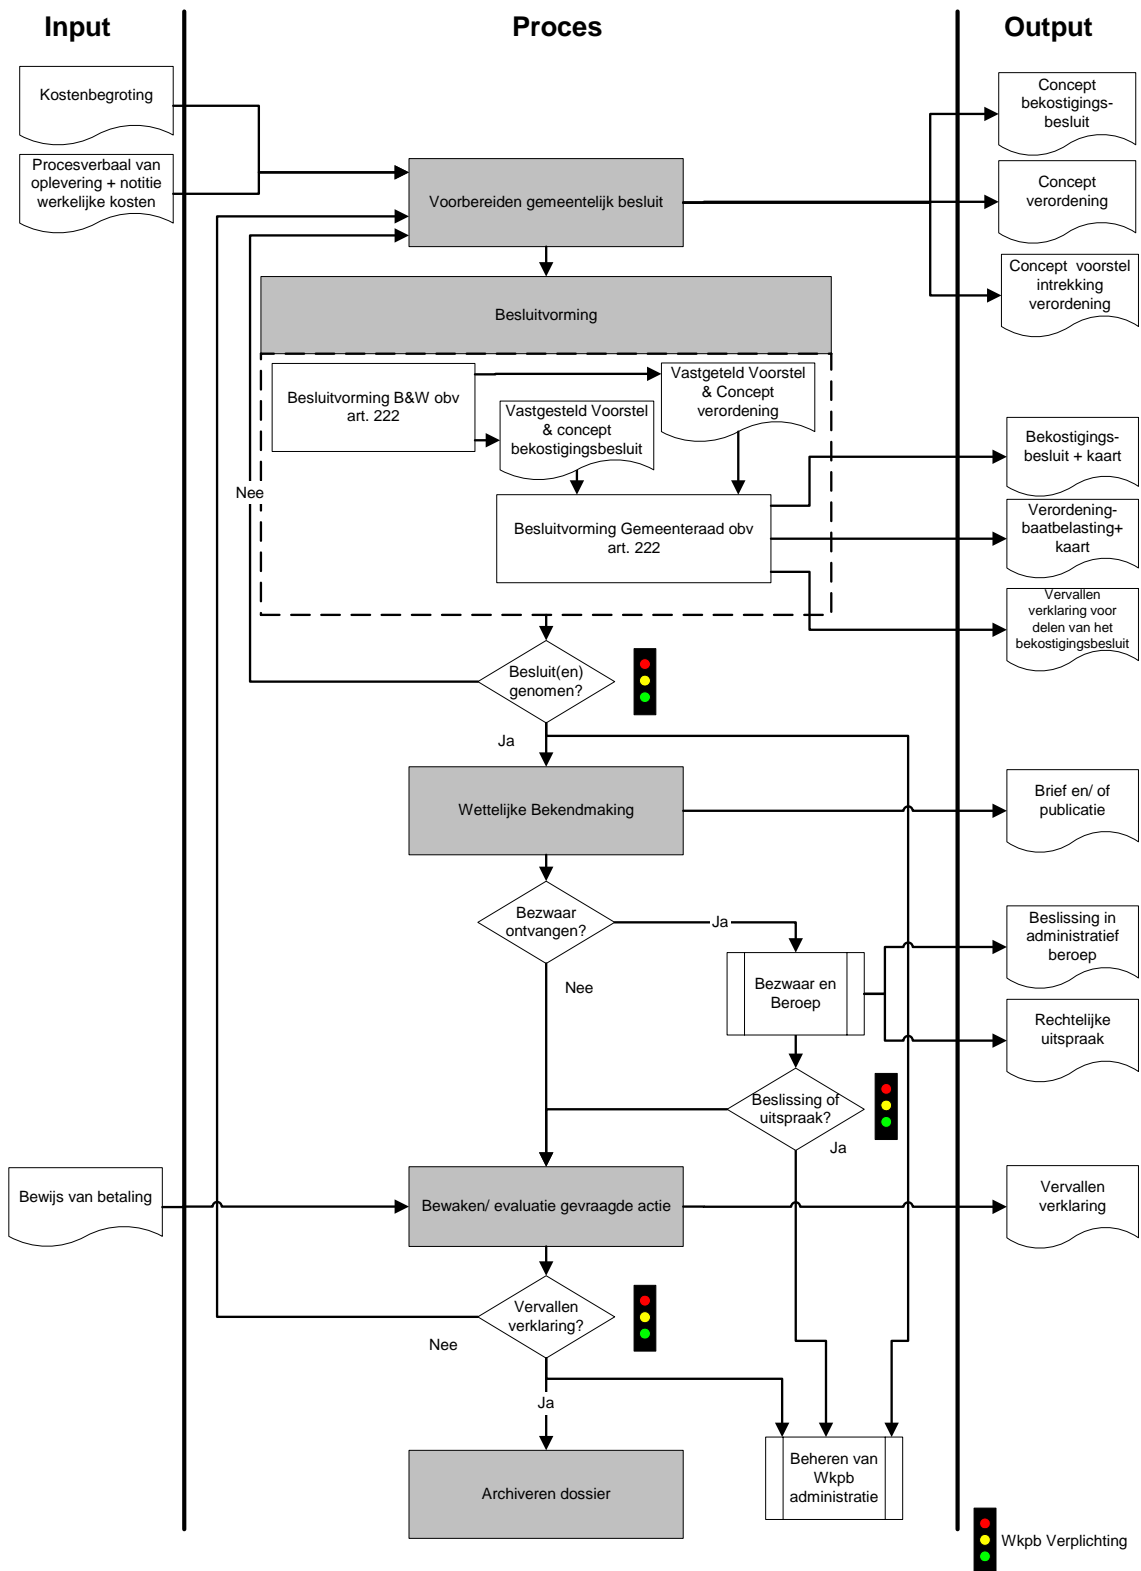 Input
Proces
Output
Kostenbegroting
Procesverbaal van
oplevering + notitie
werkelijke kosten
Voorbereiden gemeentelijk besluit
Concept
bekostigings-
besluit
Concept
verordening
Concept voorstel
intrekking
verordening
Besluitvorming
Besluitvorming B&W obv
art. 222
Vastgeteld Voorstel
& Concept
verordening
Vastgesteld Voorstel
& concept
bekostigingsbesluit
Nee
Besluitvorming Gemeenteraad obv
art. 222
Bekostigings-
besluit + kaart
Verordening-
baatbelasting+
kaart
Vervallen
verklaring voor
delen van het
bekostigingsbesluit
Besluit(en)
genomen?
Ja
Wettelijke Bekendmaking
Brief en/ of
publicatie
Bezwaar
ontvangen?
Ja
Nee
Bezwaar en
Beroep
Beslissing in
administratief
beroep
Rechtelijke
uitspraak
Beslissing of
uitspraak?
Ja
Bewijs van betaling
Bewaken/ evaluatie gevraagde actie
Vervallen
verklaring
Vervallen
verklaring?
Nee
Ja
Archiveren dossier
Beheren van
Wkpb
administratie
Wkpb Verplichting